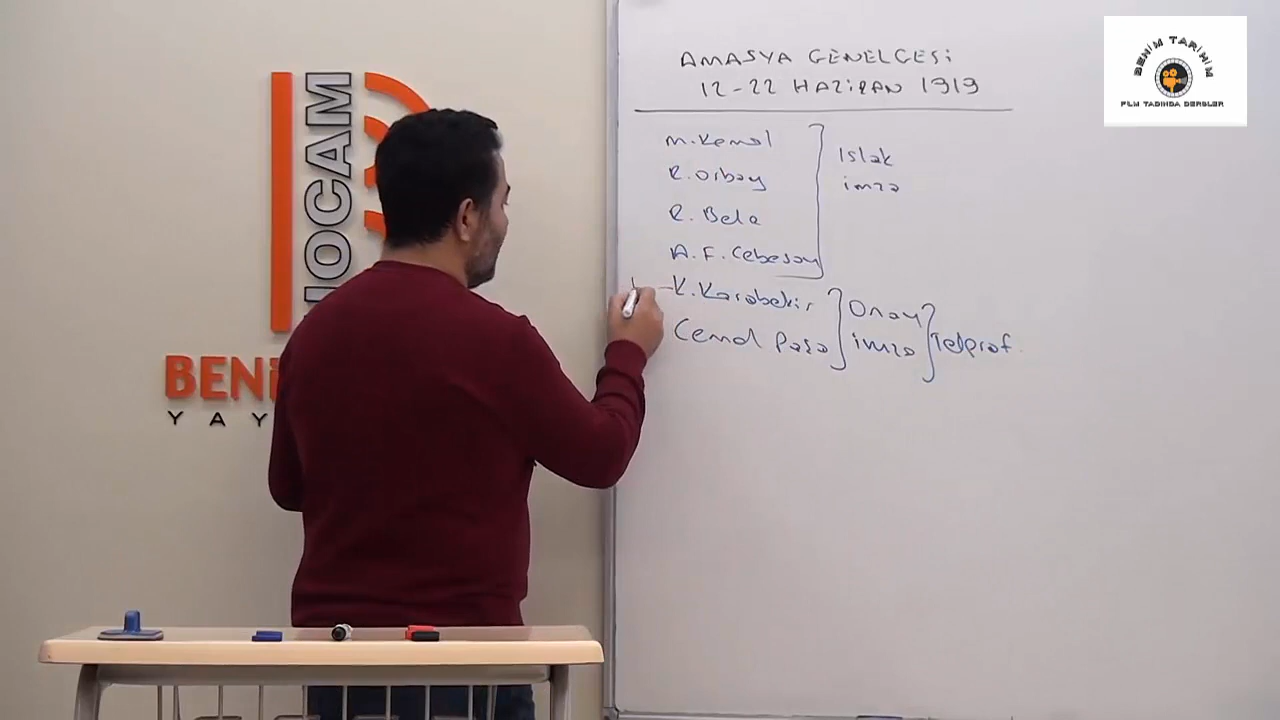 AMASYA GENELGESİ
12-22 HAZİRAN 1919
M.Kemal
R.Orbay
R.Bele
A.F.Cebesoy
Islak
imza
K.Karabekir
Cemal Paşa
Onay
imza
Telgraf.
HOCAM
BENİ
YAY
BENİM TARİHİM
FİLM TADINDA DERSLER